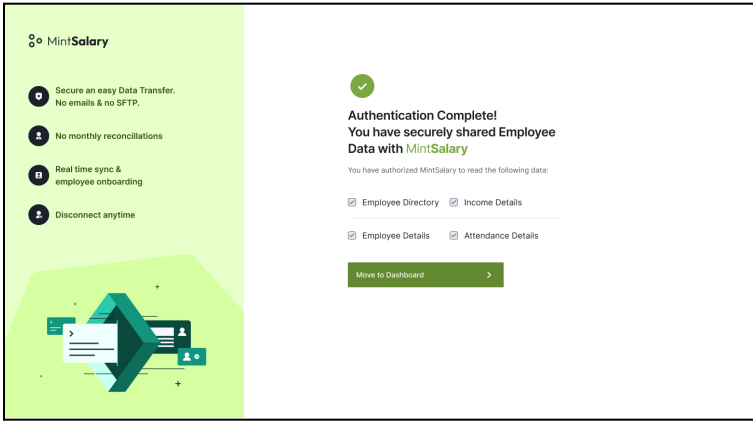 MintSalary
Secure an easy Data Transfer.
No emails & no SFTP.
No monthly reconcillations
Real time sync &
employee onboarding
Disconnect anytime
Authentication Complete!
You have securely shared Employee
Data with MintSalary
You have authorized MintSalary to read the following data:
Employee Directory Income Details
Employee Details Attendance Details
Move to Dashboard